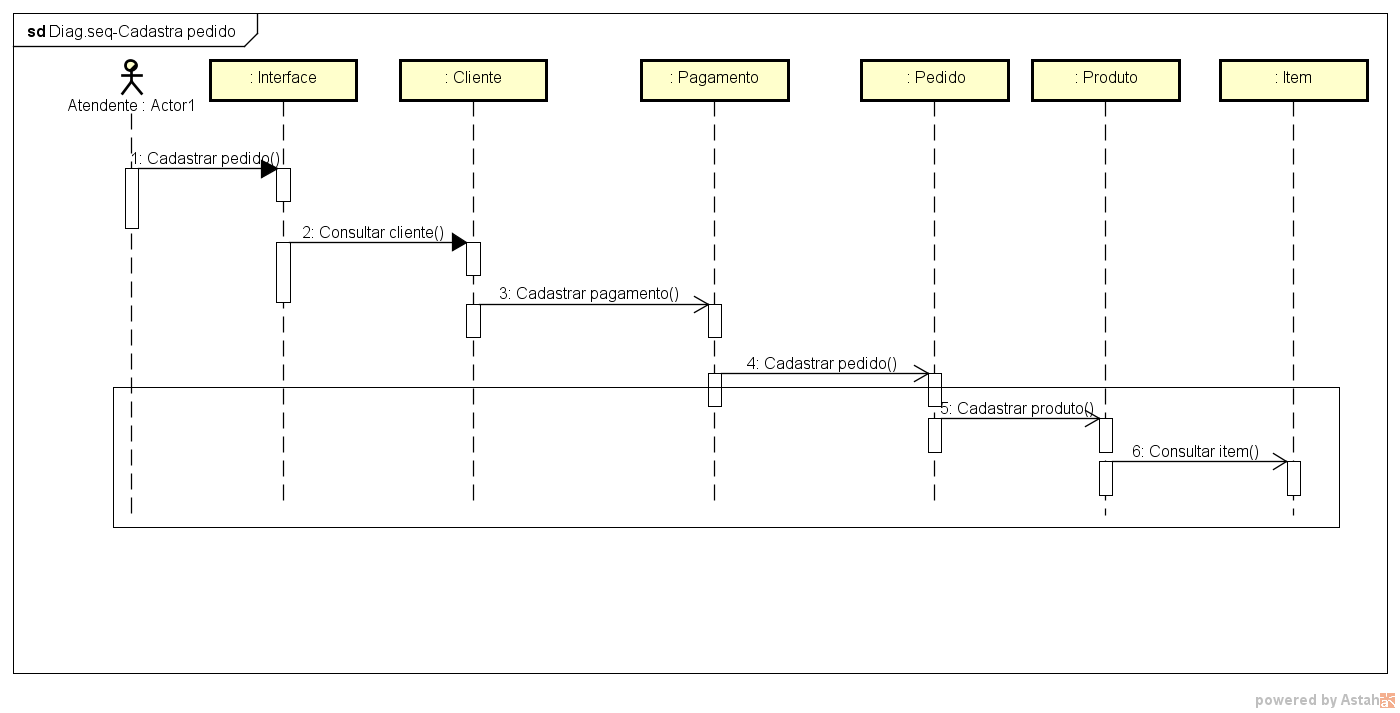 sd Diag.seq-Cadastra pedido
Atendente : Actor1
: Interface
: Cliente
: Pagamento
: Pedido
: Produto
: Item
1: Cadastrar pedido()
2: Consultar cliente()
3: Cadastrar pagamento()
4: Cadastrar pedido()
5: Cadastrar produto()
6: Consultar item()
powered by Astah